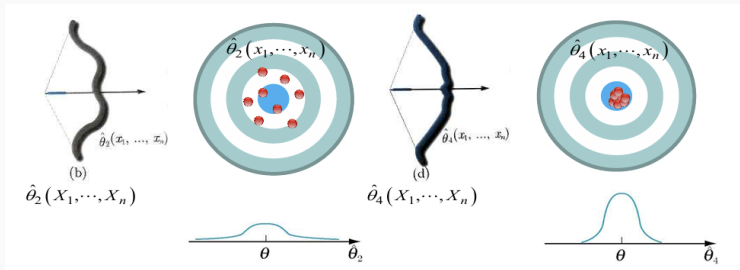 θ̂₂(x₁,⋯,xₙ)
θ̂₂(x₁, ..., xₙ)
(b)
θ̂₂(X₁,⋯,Xₙ)
θ
θ̂₂
θ̂₄(x₁,⋯,xₙ)
θ̂₄(x₁, ..., xₙ)
(d)
θ̂₄(X₁,⋯,Xₙ)
θ
θ̂₄